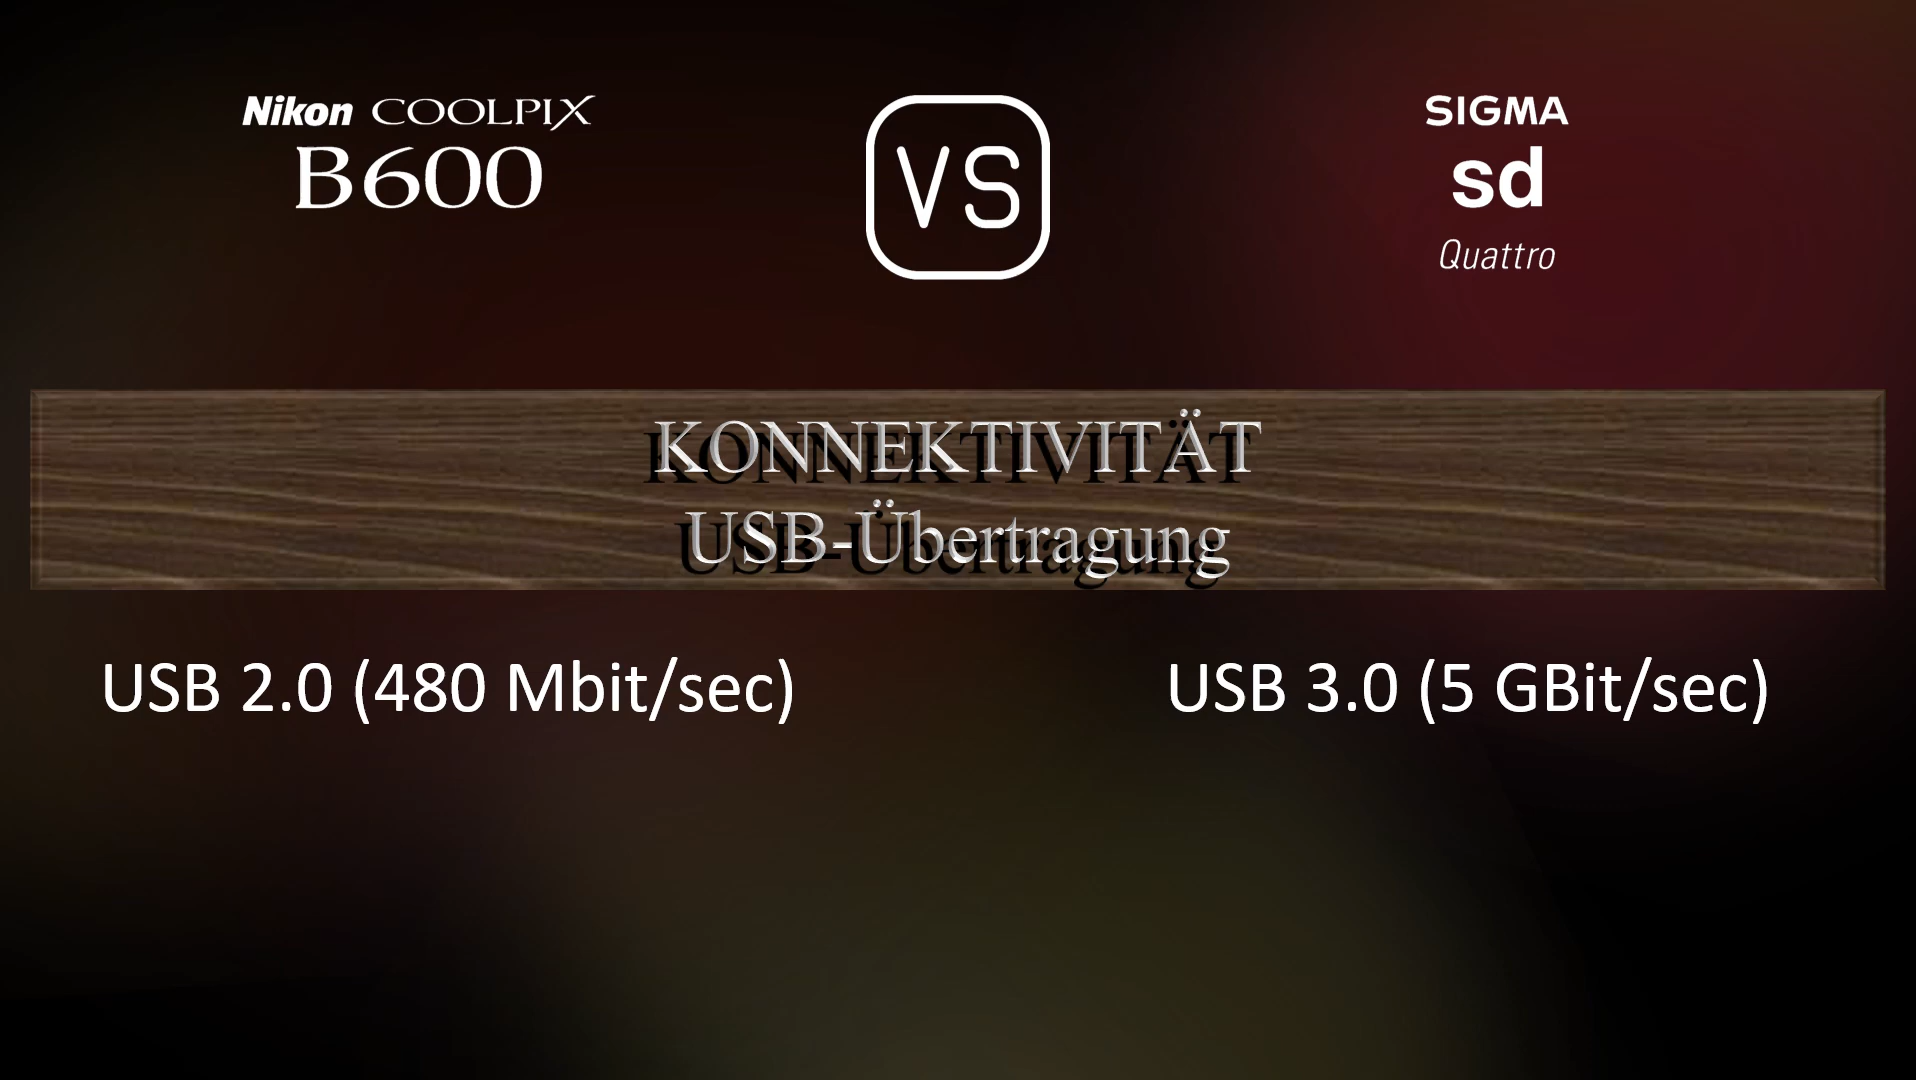 Nikon COOLPIX
B600
VS
SIGMA
sd
Quattro
KONNEKTIVITÄT
USB-Übertragung
USB 2.0 (480 Mbit/sec)
USB 3.0 (5 GBit/sec)